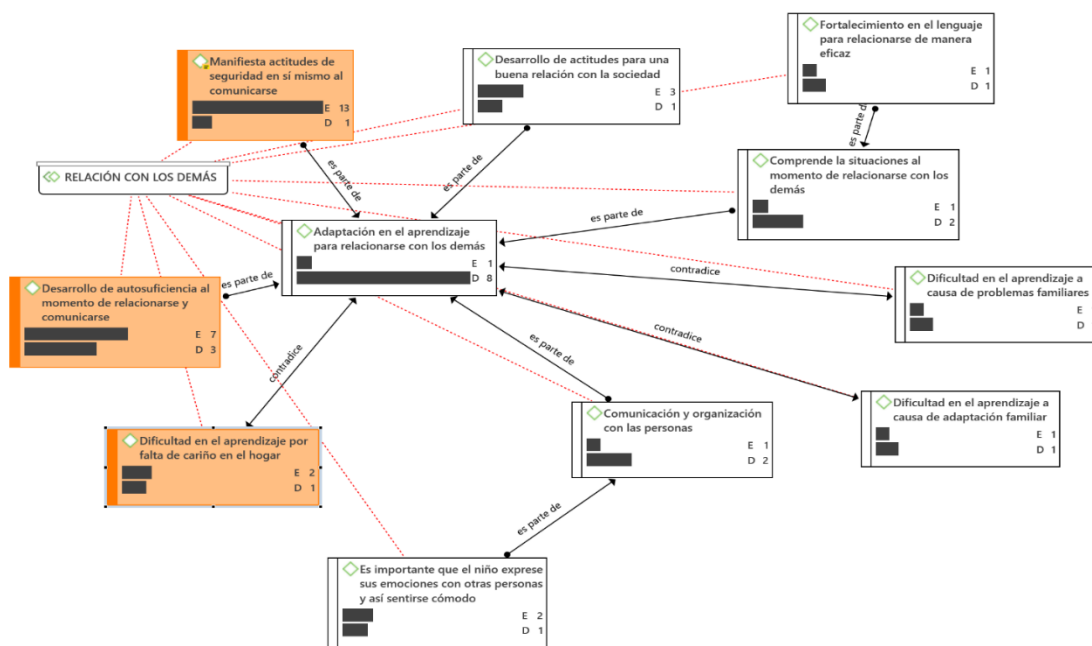 Manifiesta actitudes de
seguridad en sí mismo al
comunicarse
E 13
D 1
Desarrollo de actitudes para una
buena relación con la sociedad
E 3
D 1
Fortalecimiento en el lenguaje
para relacionarse de manera
eficaz
E 1
D 1
es parte de
es parte de
es parte d
RELACIÓN CON LOS DEMÁS
Comprende la situaciones al
momento de relacionarse con los
demás
E 1
D 2
es parte de
Adaptación en el aprendizaje
para relacionarse con los demás
E 1
D 8
es parte de
Desarrollo de autosuficiencia al
momento de relacionarse y
comunicarse
E 7
D 3
contradice
Dificultad en el aprendizaje a
causa de problemas familiares
E
D
contradice
contradice
es parte de
Dificultad en el aprendizaje a
causa de adaptación familiar
E 1
D 1
Comunicación y organización
con las personas
E 1
D 2
Dificultad en el aprendizaje por
falta de cariño en el hogar
E 2
D 1
es parte de
Es importante que el niño exprese
sus emociones con otras personas
y así sentirse cómodo
E 2
D 1